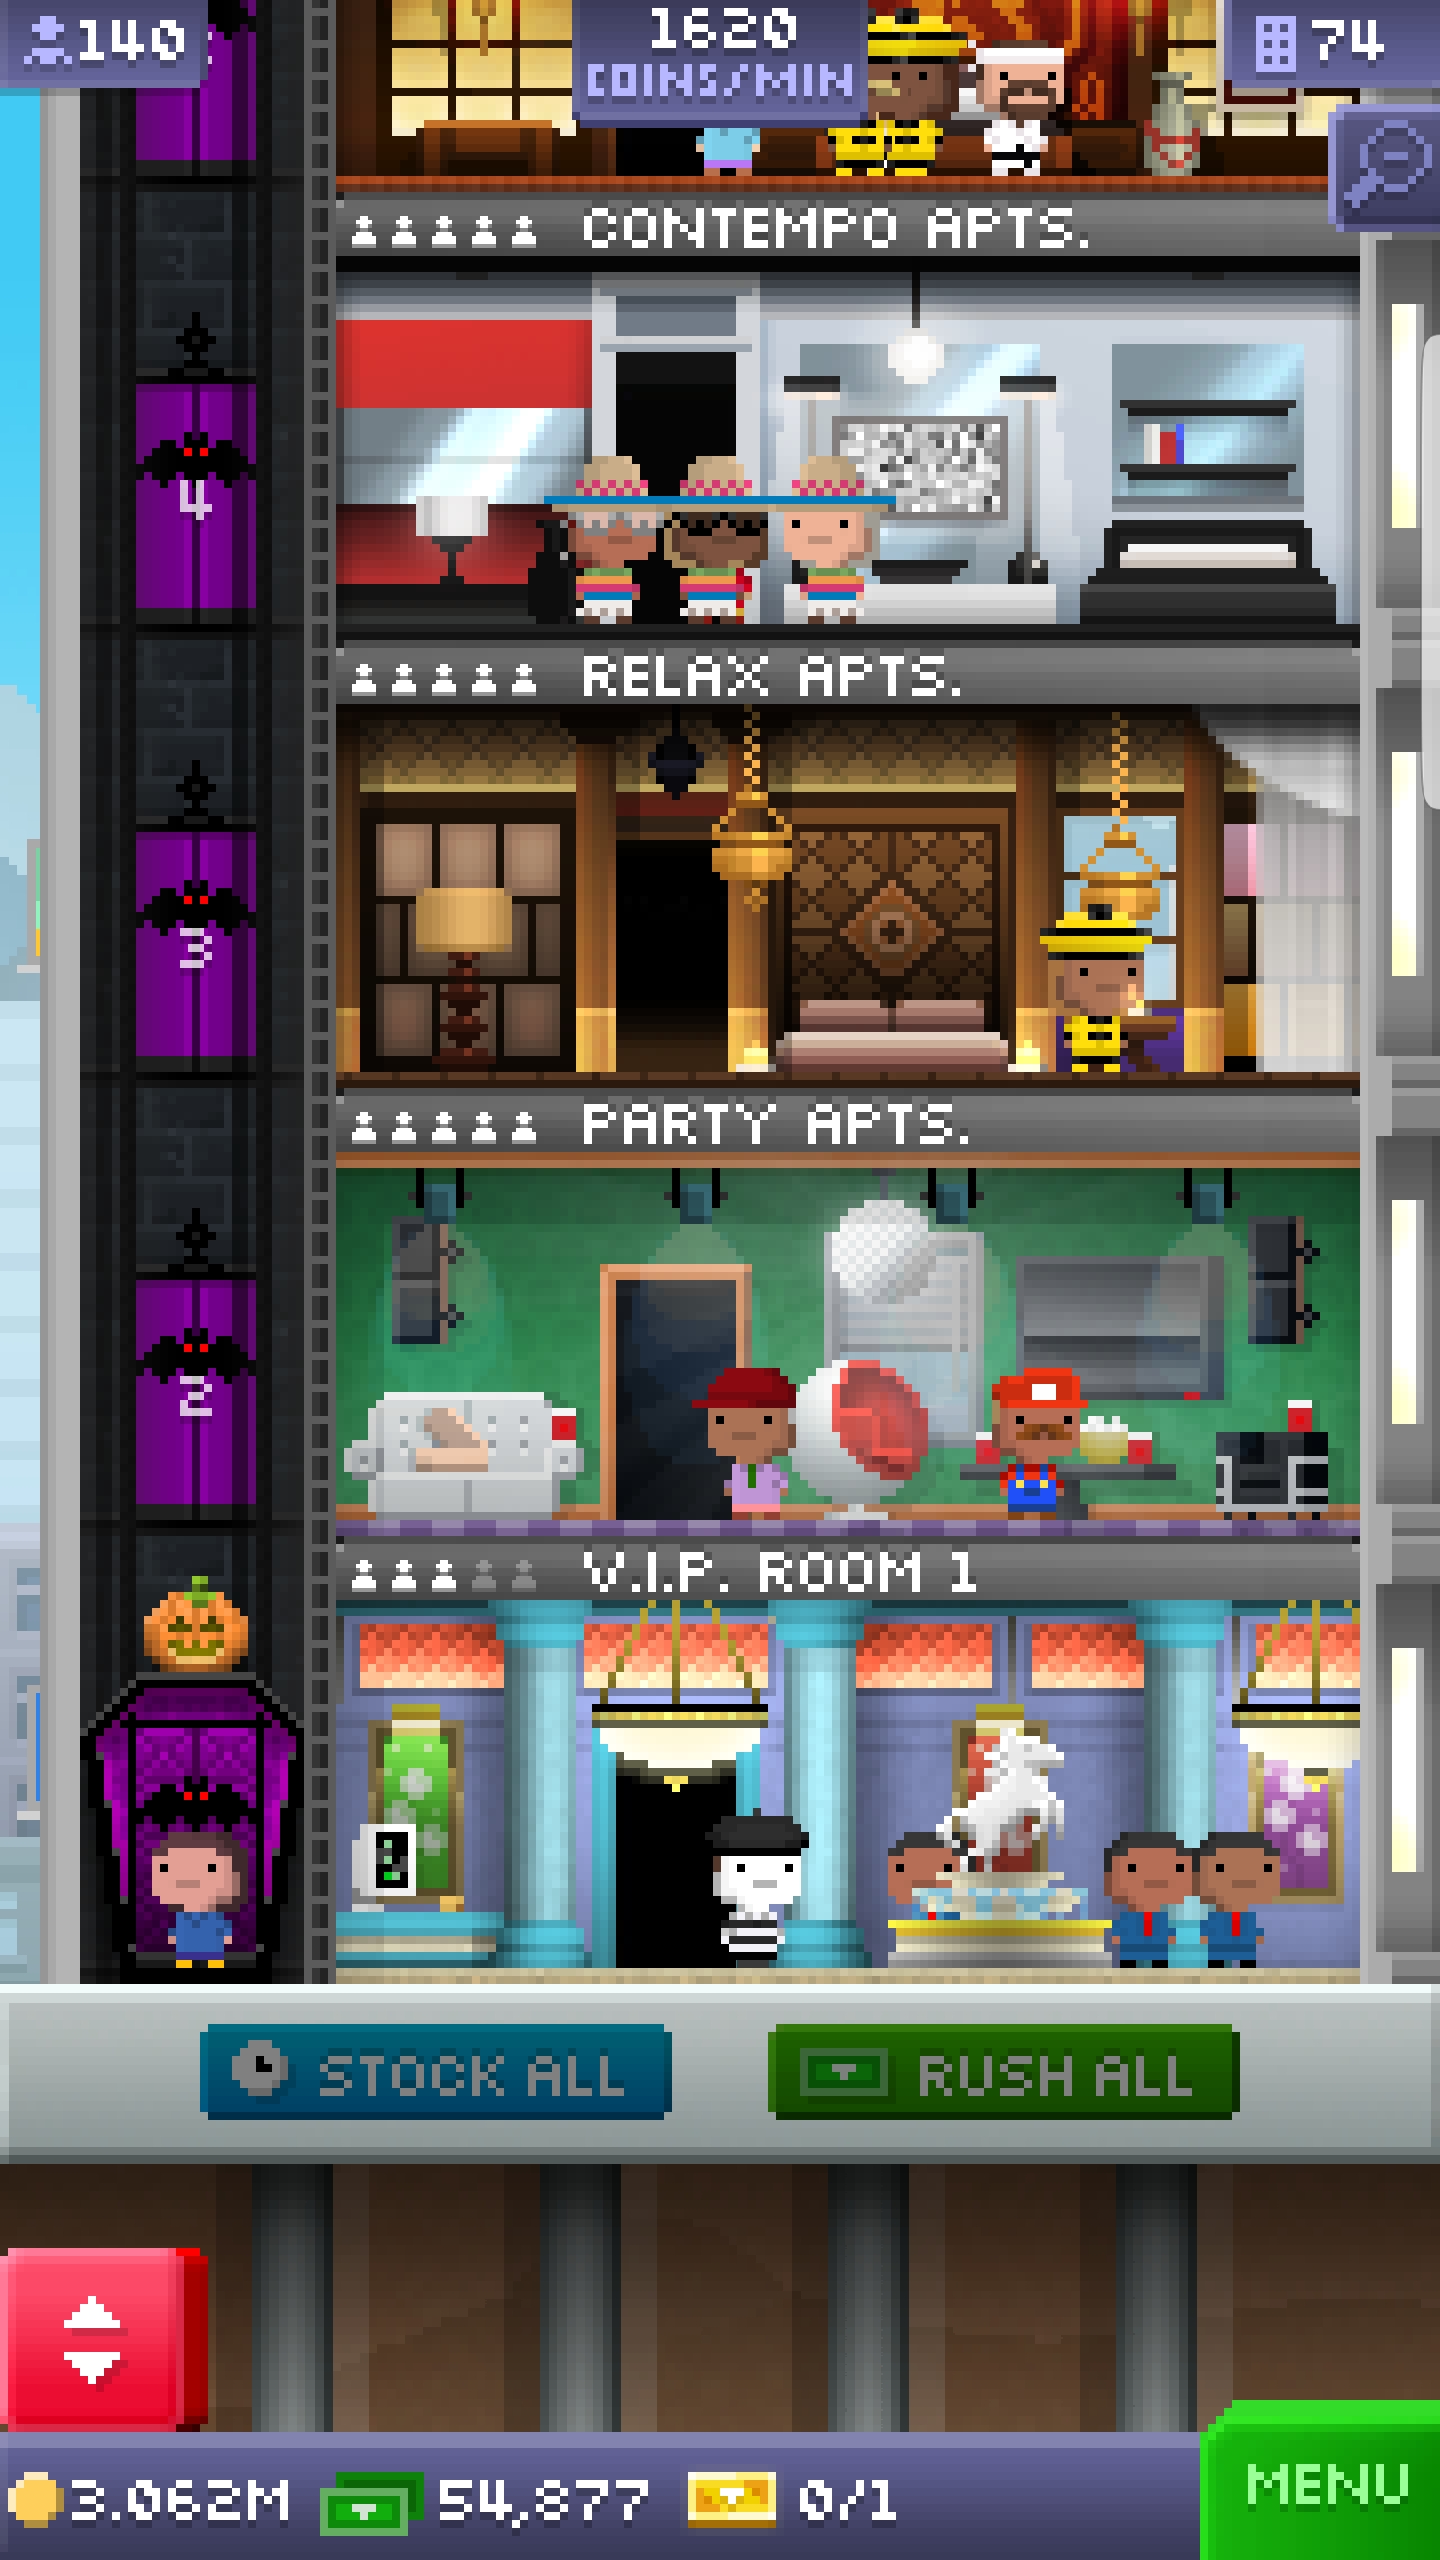 140
1620
COINS/MIN
74
CONTEMPO APTS.
4
RELAX APTS.
3
PARTY APTS.
2
V.I.P. ROOM 1
STOCK ALL
RUSH ALL
3.062M
54,877
0/1
MENU